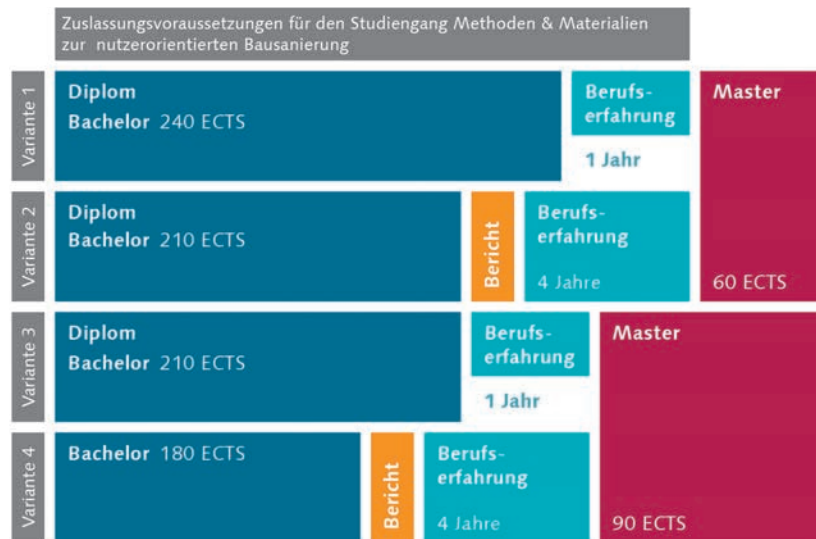 Zuslassungsvoraussetzungen für den Studiengang Methoden & Materialien
zur nutzerorientierten Bausanierung
Variante 1
Diplom
Bachelor 240 ECTS
Berufs-
erfahrung
1 Jahr
Master
Variante 2
Diplom
Bachelor 210 ECTS
Bericht
Berufs-
erfahrung
4 Jahre
60 ECTS
Variante 3
Diplom
Bachelor 210 ECTS
Berufs-
erfahrung
1 Jahr
Master
Variante 4
Bachelor 180 ECTS
Bericht
Berufs-
erfahrung
4 Jahre
90 ECTS